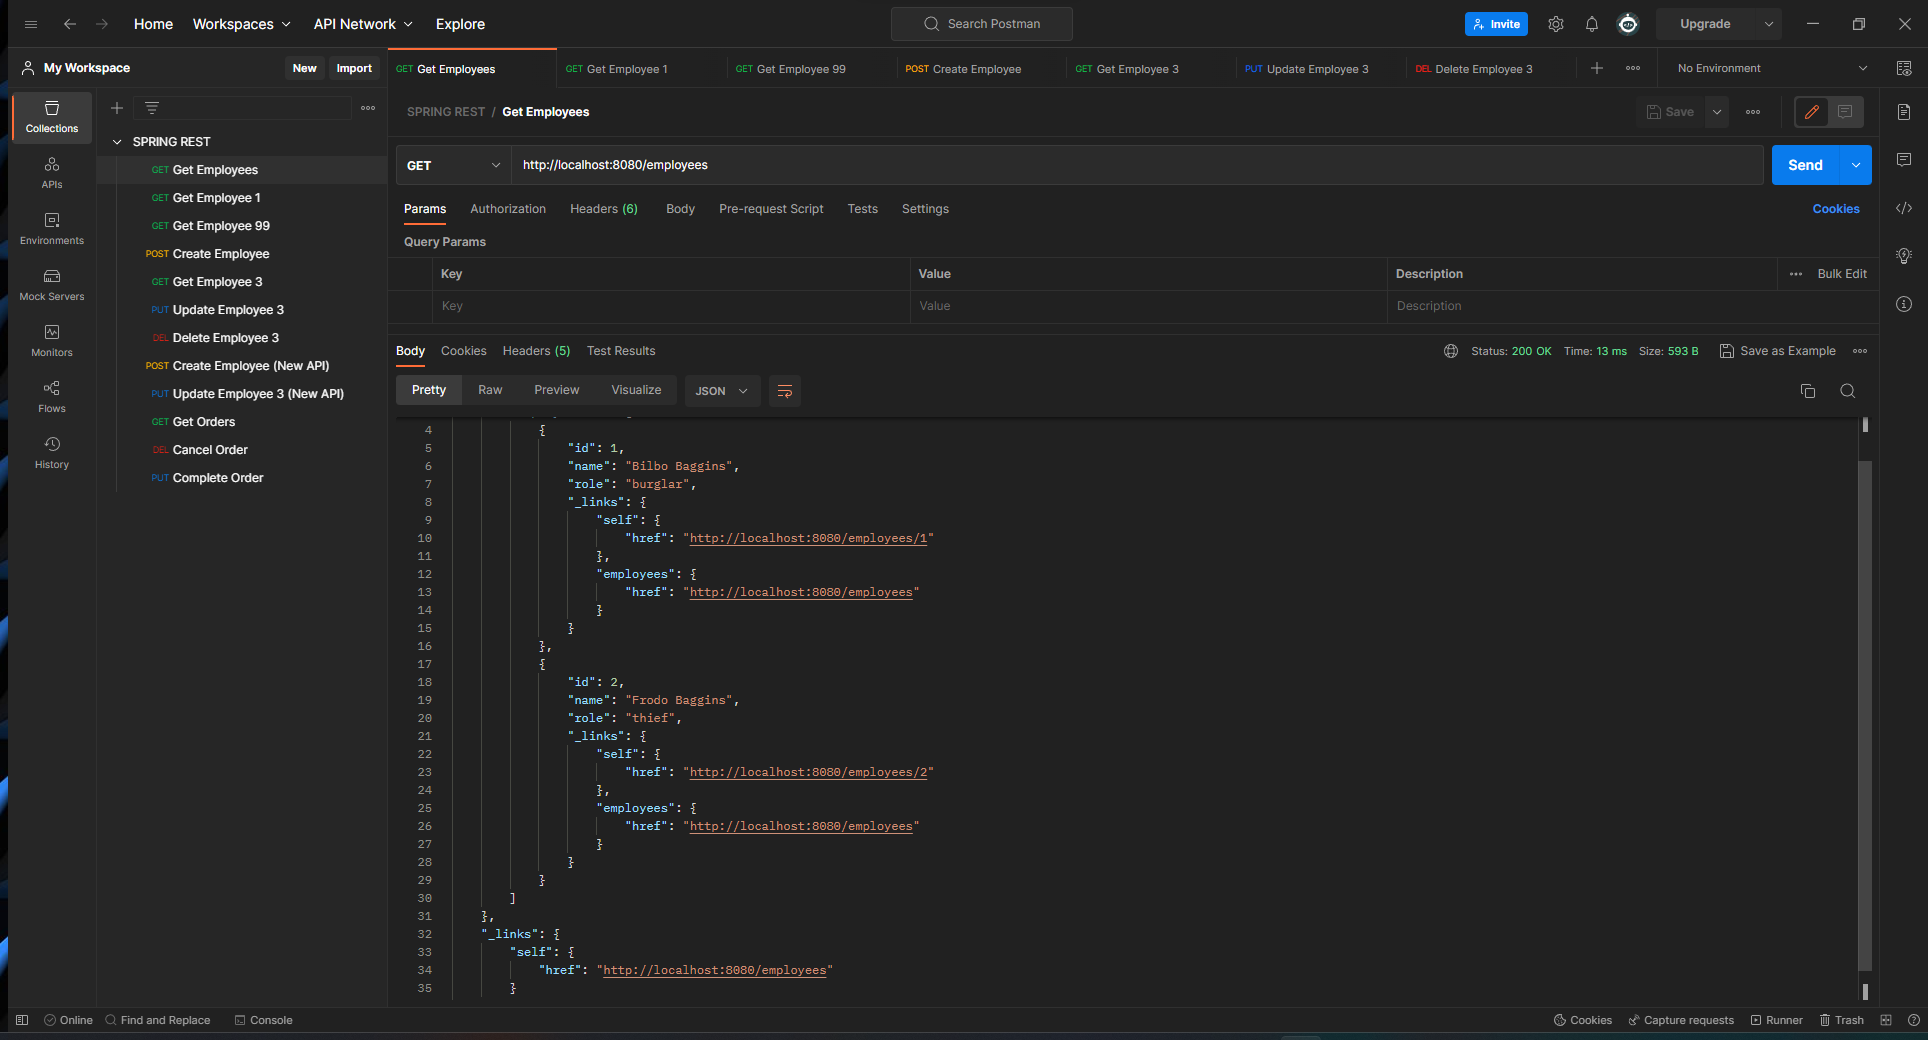 Home Workspaces API Network Explore Search Postman Invite Upgrade
My Workspace New Import
GET Get Employees GET Get Employee 1 GET Get Employee 99 POST Create Employee GET Get Employee 3 PUT Update Employee 3 DEL Delete Employee 3 No Environment
Collections
APIs
Environments
Mock Servers
Monitors
Flows
History
SPRING REST
GET Get Employees
GET Get Employee 1
GET Get Employee 99
POST Create Employee
GET Get Employee 3
PUT Update Employee 3
DEL Delete Employee 3
POST Create Employee (New API)
PUT Update Employee 3 (New API)
GET Get Orders
DEL Cancel Order
PUT Complete Order
SPRING REST / Get Employees Save
GET http://localhost:8080/employees Send
Params Authorization Headers (6) Body Pre-request Script Tests Settings Cookies
Query Params
Key Value Description Bulk Edit
Key Value Description
Body Cookies Headers (5) Test Results Status: 200 OK Time: 13 ms Size: 593 B Save as Example
Pretty Raw Preview Visualize JSON
4 {
5 "id": 1,
6 "name": "Bilbo Baggins",
7 "role": "burglar",
8 "_links": {
9 "self": {
10 "href": "http://localhost:8080/employees/1"
11 },
12 "employees": {
13 "href": "http://localhost:8080/employees"
14 }
15 }
16 },
17 {
18 "id": 2,
19 "name": "Frodo Baggins",
20 "role": "thief",
21 "_links": {
22 "self": {
23 "href": "http://localhost:8080/employees/2"
24 },
25 "employees": {
26 "href": "http://localhost:8080/employees"
27 }
28 }
29 }
30 ]
31 },
32 "_links": {
33 "self": {
34 "href": "http://localhost:8080/employees"
35 }
Online Find and Replace Console Cookies Capture requests Runner Trash